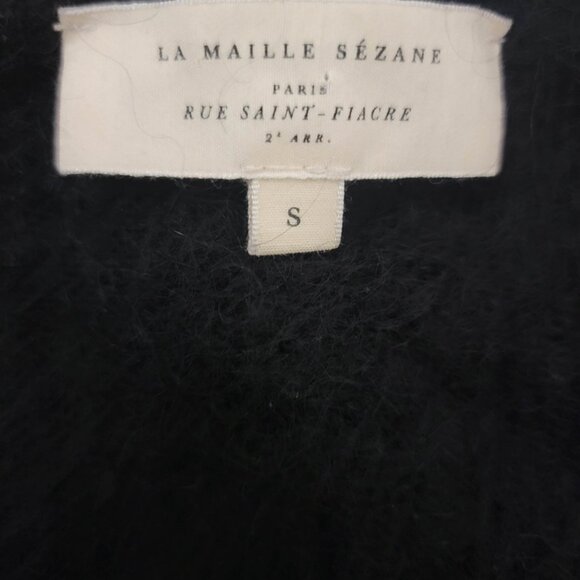 LA MAILLE SÉZANE
PARIS
RUE SAINT-FIACRE
2E ARR.
S